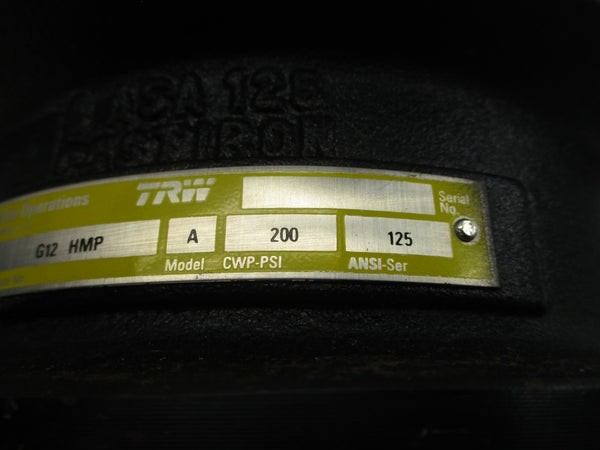 ASA 125
CAST IRON
Operations TRW Serial No.
G12 HMP A 200 125
Model CWP-PSI ANSI-Ser